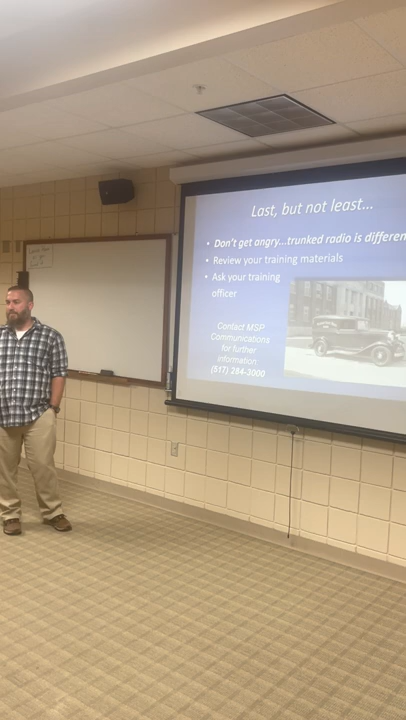 Last, but not least...
• Don't get angry...trunked radio is differen
• Review your training materials
• Ask your training
officer
Contact MSP
Communications
for further
information:
(517) 284-3000